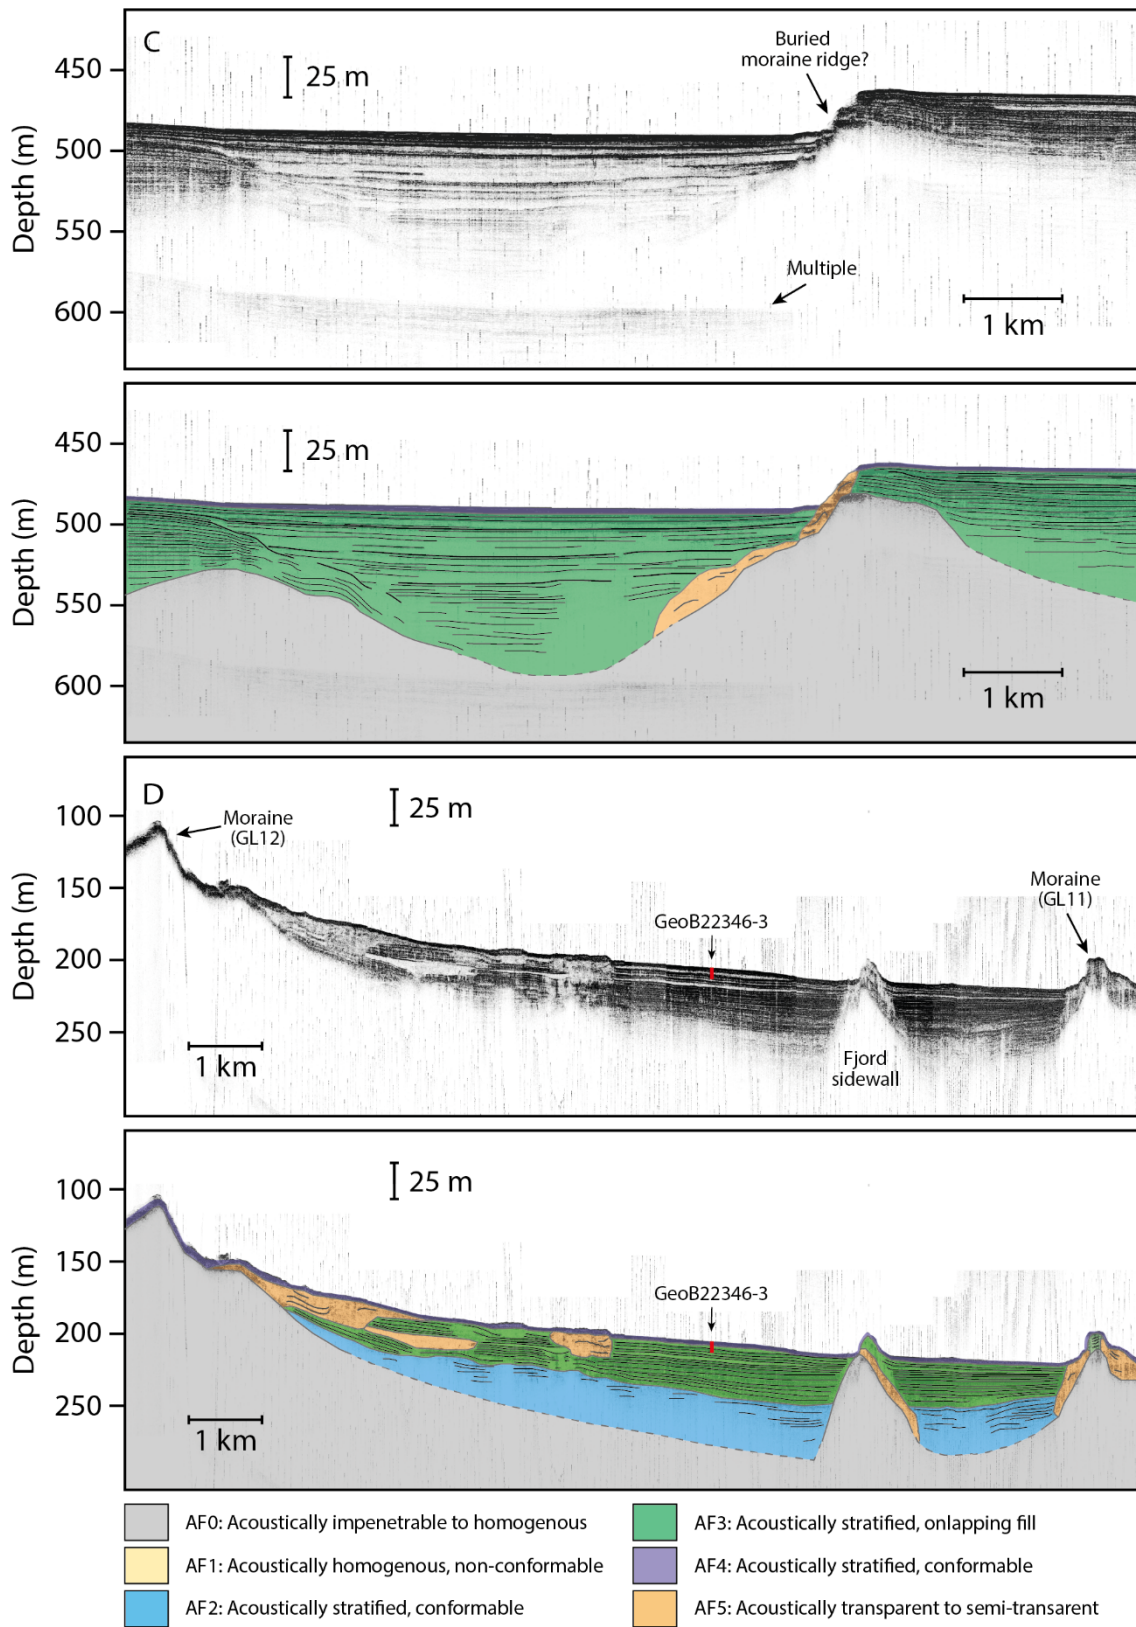 C
Depth (m)
450
500
550
600
25 m
Buried
moraine ridge?
Multiple
1 km
Depth (m)
450
500
550
600
25 m
1 km
D
Depth (m)
100
150
200
250
25 m
Moraine
(GL12)
GeoB22346-3
Moraine
(GL11)
1 km
Fjord
sidewall
Depth (m)
100
150
200
250
25 m
GeoB22346-3
1 km
AF0: Acoustically impenetrable to homogenous
AF1: Acoustically homogenous, non-conformable
AF2: Acoustically stratified, conformable
AF3: Acoustically stratified, onlapping fill
AF4: Acoustically stratified, conformable
AF5: Acoustically transparent to semi-transarent